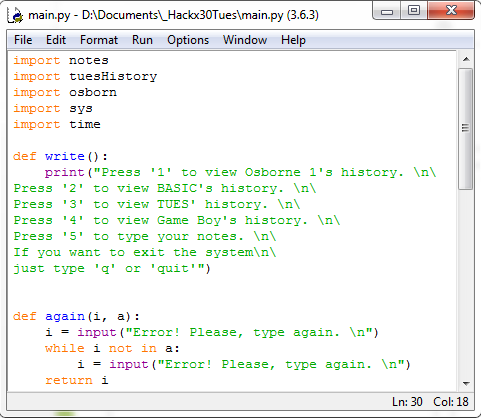 main.py - D:\Documents\_Hackx30Tues\main.py (3.6.3)
File Edit Format Run Options Window Help
import notes
import tuesHistory
import osborn
import sys
import time
def write():
    print("Press '1' to view Osborne 1's history. \n\
Press '2' to view BASIC's history. \n\
Press '3' to view TUES' history. \n\
Press '4' to view Game Boy's history. \n\
Press '5' to type your notes. \n\
If you want to exit the system\n\
just type 'q' or 'quit'")
def again(i, a):
    i = input("Error! Please, type again. \n")
    while i not in a:
        i = input("Error! Please, type again. \n")
    return i
Ln: 30 Col: 18